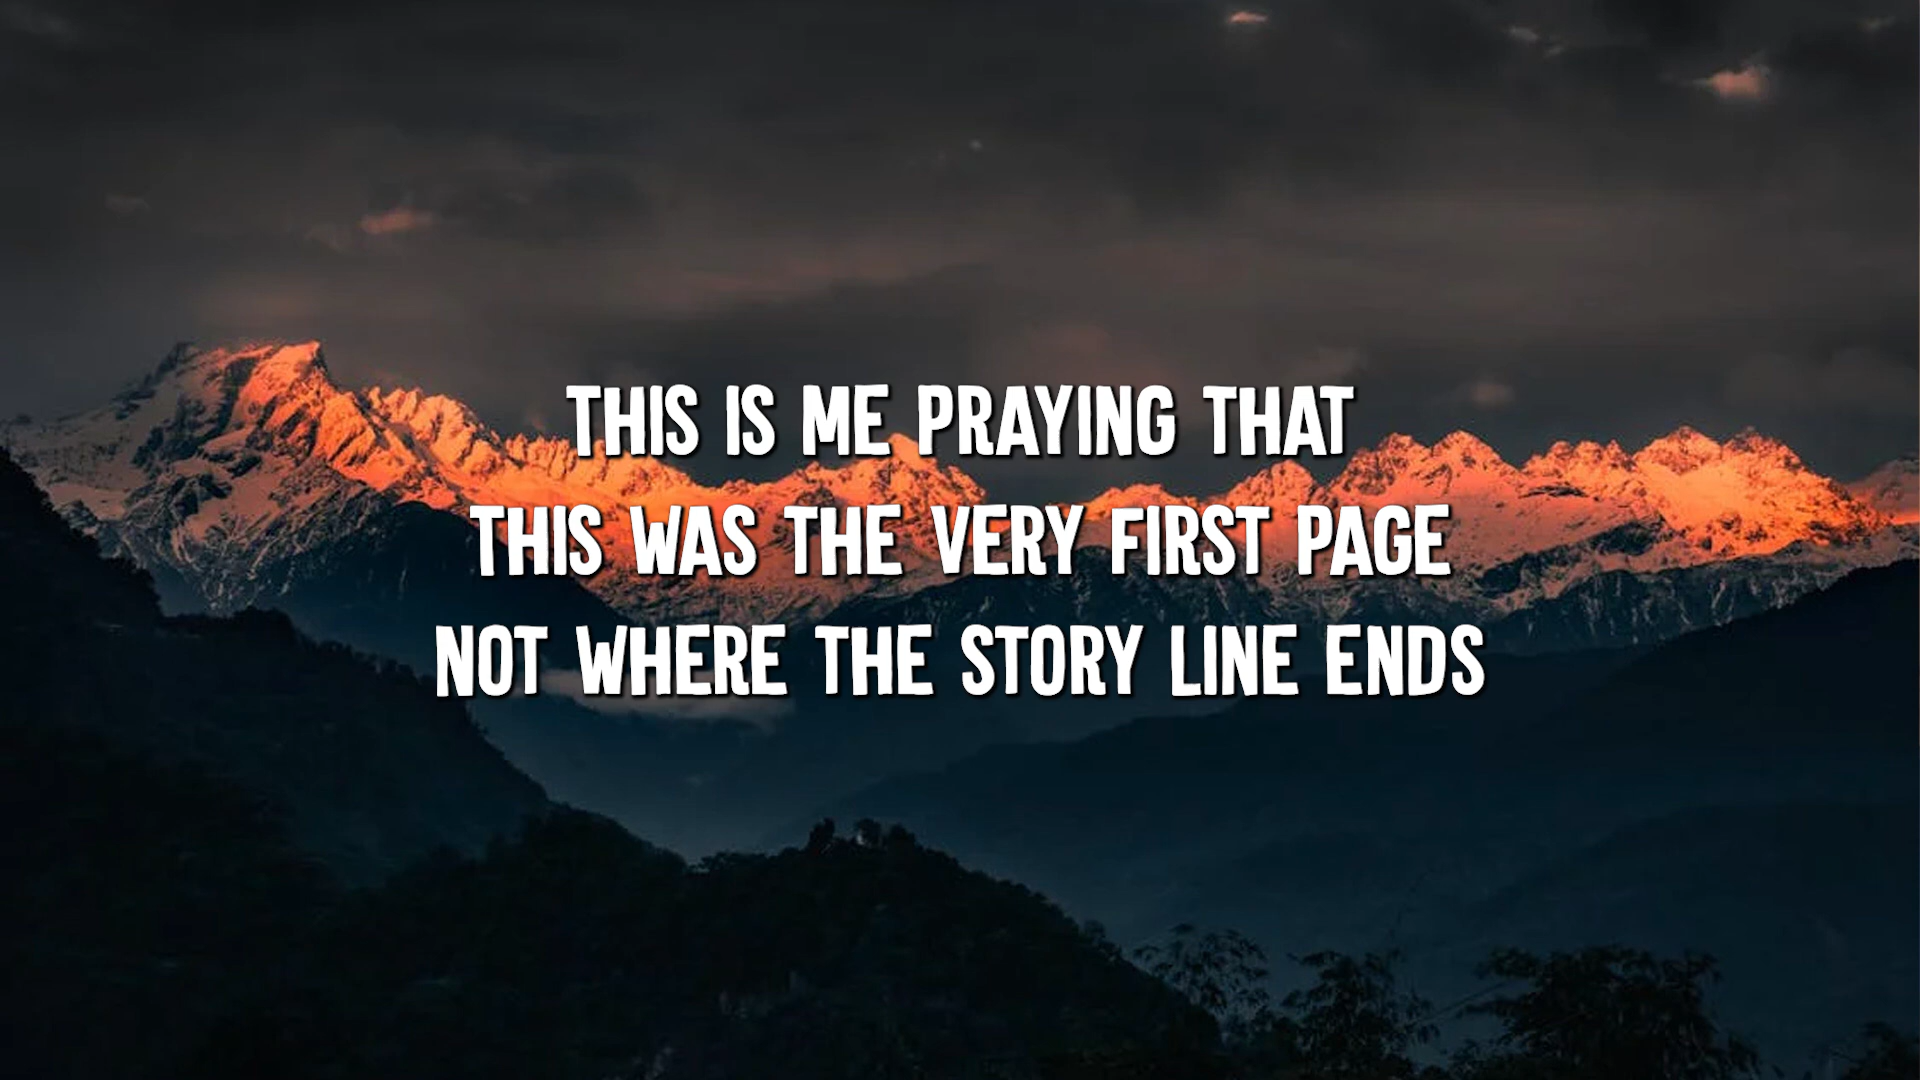 THIS IS ME PRAYING THAT
THIS WAS THE VERY FIRST PAGE
NOT WHERE THE STORY LINE ENDS